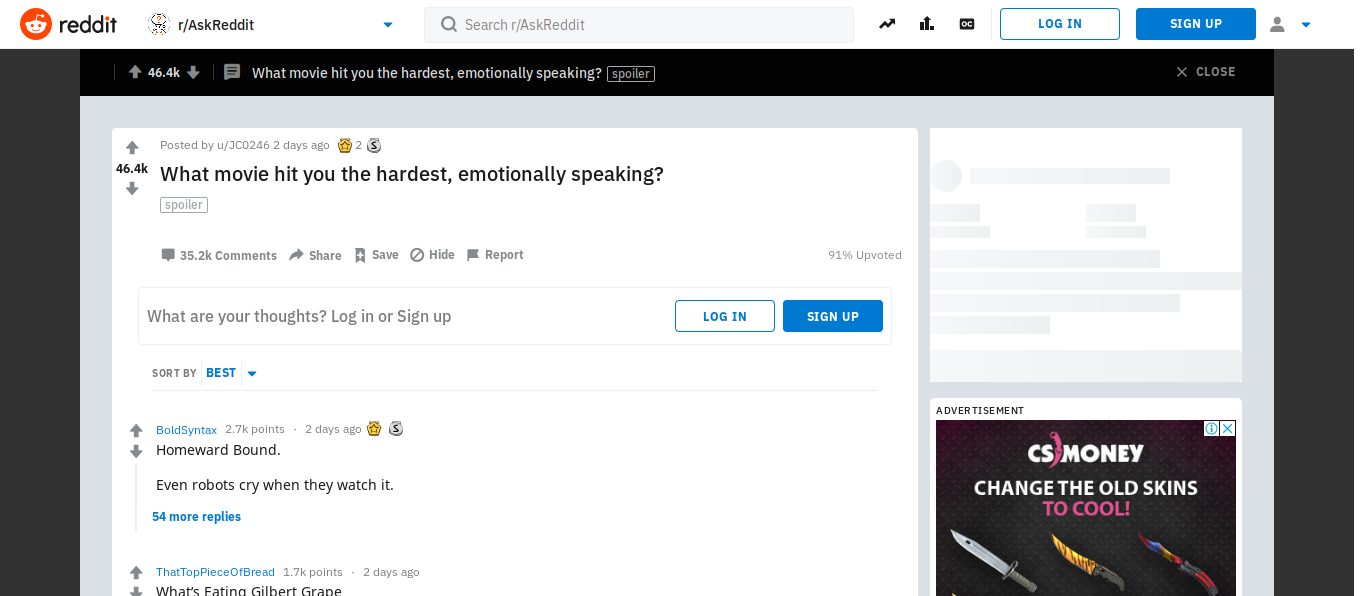 reddit
r/AskReddit
Search r/AskReddit
OC
LOG IN
SIGN UP
46.4k
What movie hit you the hardest, emotionally speaking?
spoiler
CLOSE
Posted by u/JC0246 2 days ago
2
S
46.4k
What movie hit you the hardest, emotionally speaking?
spoiler
35.2k Comments
Share
Save
Hide
Report
91% Upvoted
What are your thoughts? Log in or Sign up
LOG IN
SIGN UP
SORT BY
BEST
BoldSyntax 2.7k points · 2 days ago
S
Homeward Bound.
Even robots cry when they watch it.
54 more replies
ThatTopPieceOfBread 1.7k points · 2 days ago
What's Eating Gilbert Grape
ADVERTISEMENT
CS MONEY
CHANGE THE OLD SKINS
TO COOL!